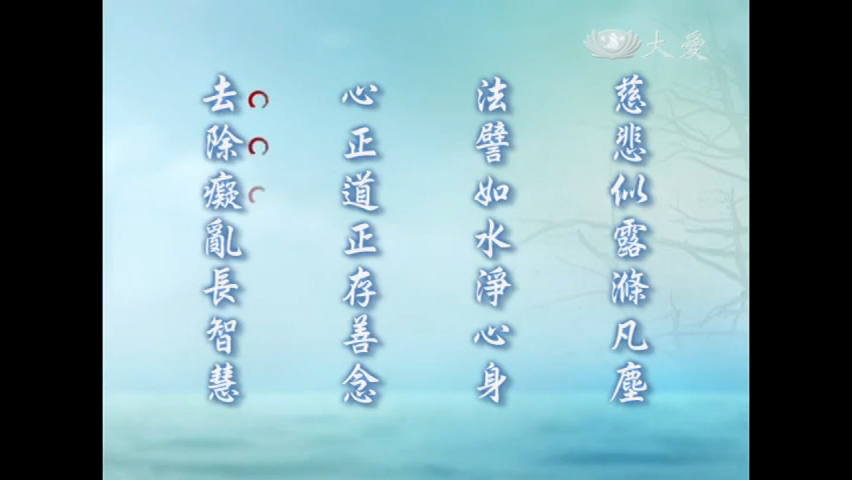 大愛
慈悲似露滌凡塵
法譬如水淨心身
心正道正存善念
去除癡亂長智慧